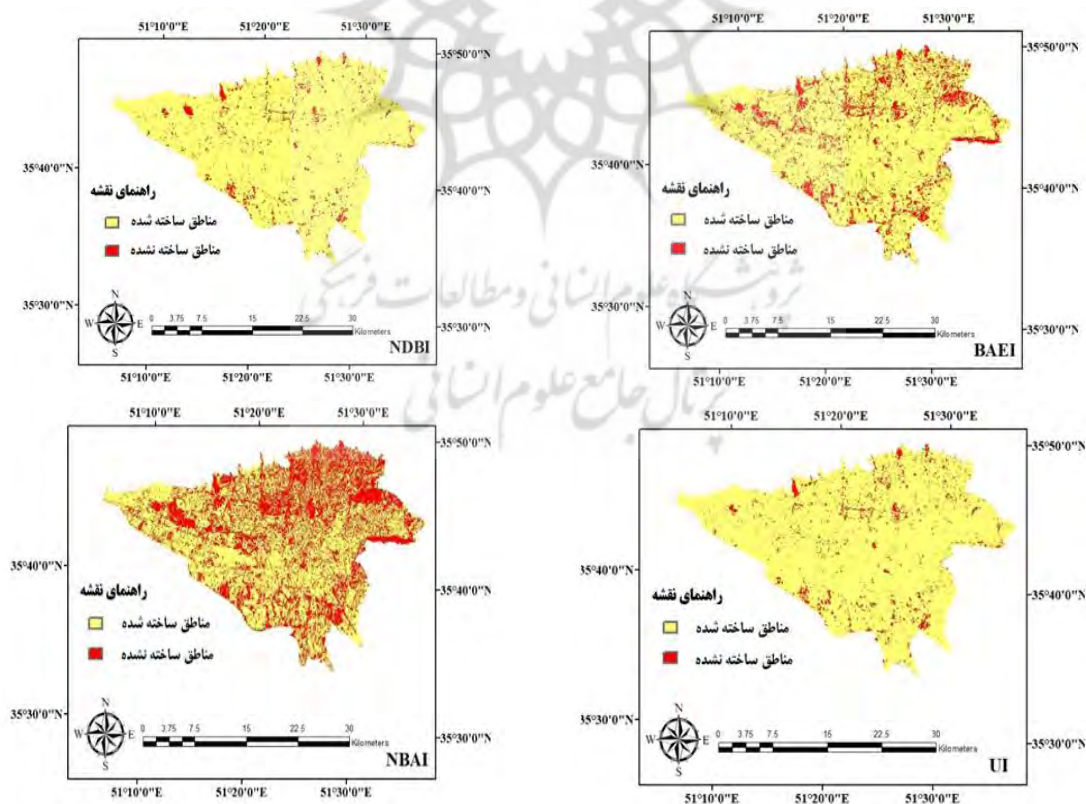 51°10'0"E 51°20'0"E 51°30'0"E
35°50'0"N
35°40'0"N
35°40'0"N
راهنمای نقشه
مناطق ساخته شده
مناطق ساخته نشده
35°30'0"N
35°30'0"N
N
W E
S
0 3.75 7.5 15 22.5 30
Kilometers
NDBI
51°10'0"E 51°20'0"E 51°30'0"E
51°10'0"E 51°20'0"E 51°30'0"E
35°50'0"N
35°40'0"N
35°40'0"N
راهنمای نقشه
مناطق ساخته شده
مناطق ساخته نشده
35°30'0"N
35°30'0"N
N
W E
S
0 3.75 7.5 15 22.5 30
Kilometers
BAEI
51°10'0"E 51°20'0"E 51°30'0"E
پژوهشگاه علوم انسانی و مطالعات فرهنگی
پرتال جامع علوم انسانی
51°10'0"E 51°20'0"E 51°30'0"E
35°50'0"N
35°40'0"N
35°40'0"N
راهنمای نقشه
مناطق ساخته شده
مناطق ساخته نشده
35°30'0"N
35°30'0"N
N
W E
S
0 3.75 7.5 15 22.5 30
Kilometers
NBAI
51°10'0"E 51°20'0"E 51°30'0"E
51°10'0"E 51°20'0"E 51°30'0"E
35°50'0"N
35°40'0"N
35°40'0"N
راهنمای نقشه
مناطق ساخته شده
مناطق ساخته نشده
35°30'0"N
35°30'0"N
N
W E
S
0 3.75 7.5 15 22.5 30
Kilometers
UI
51°10'0"E 51°20'0"E 51°30'0"E